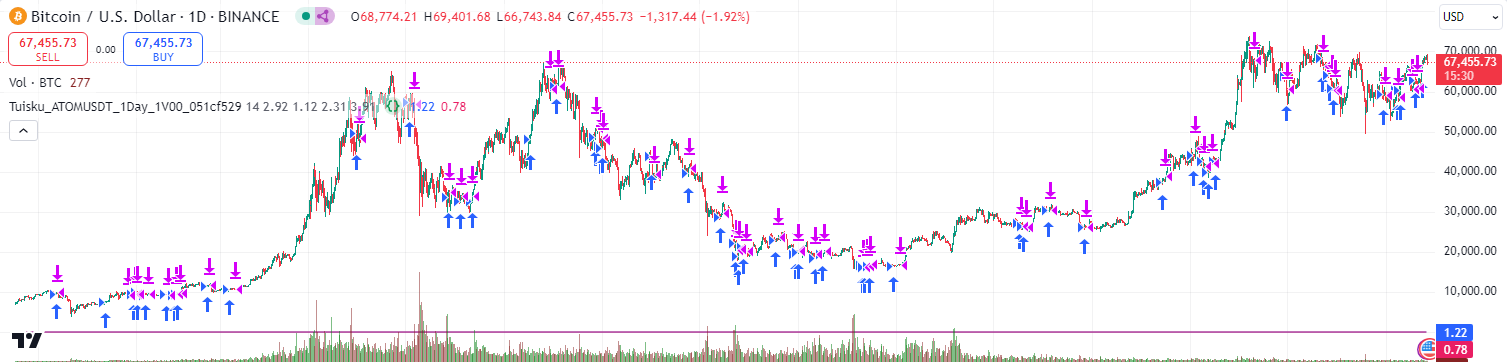 Bitcoin / U.S. Dollar · 1D · BINANCE O68,774.21 H69,401.68 L66,743.84 C67,455.73 −1,317.44 (−1.92%)
USD
67,455.73
SELL
0.00
67,455.73
BUY
Vol · BTC 277
Tuisku_ATOMUSDT_1Day_1V00_051cf529 14 2.92 1.12 2.31 3.91 1.22 0.78
70,000.00
67,455.73
15:30
60,000.00
50,000.00
40,000.00
30,000.00
20,000.00
10,000.00
1.22
0.78